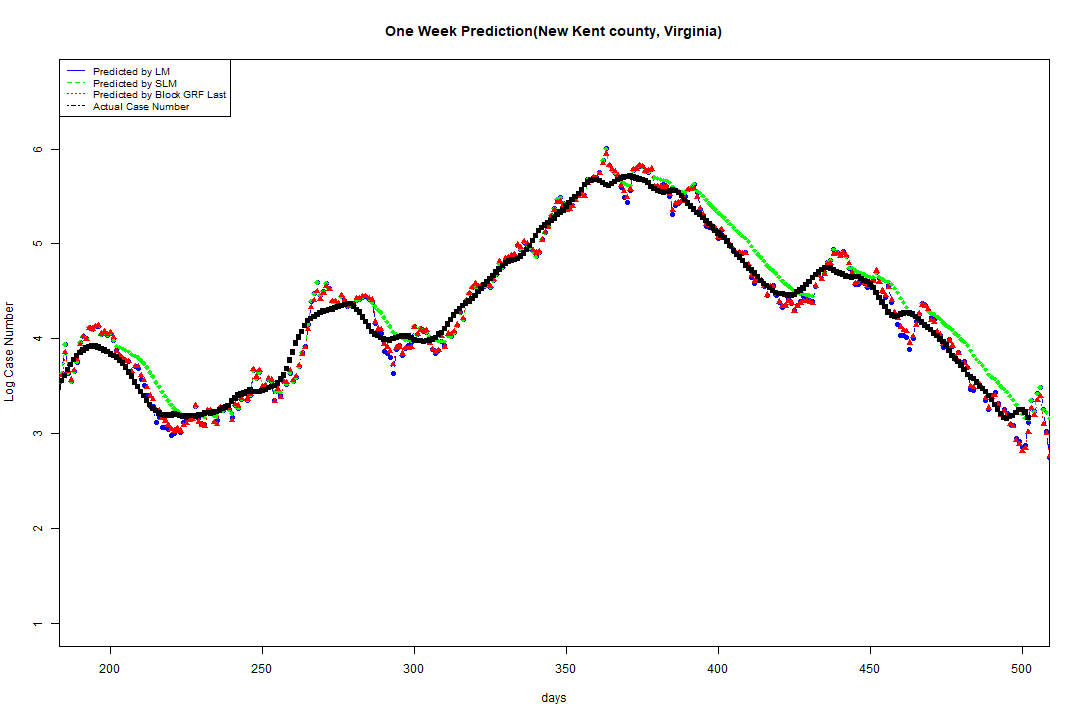 One Week Prediction(New Kent county, Virginia)
Predicted by LM
Predicted by SLM
Predicted by Block GRF Last
Actual Case Number
Log Case Number
6
5
4
3
2
1
200 250 300 350 400 450 500
days